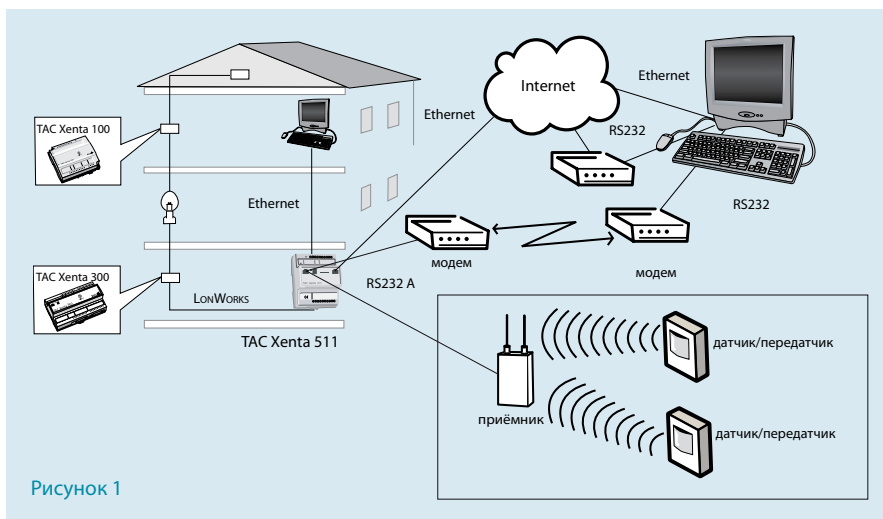 Internet
Ethernet
Ethernet
RS232
TAC Xenta 100
Ethernet
RS232
модем
модем
TAC Xenta 300
RS232 A
LONWORKS
TAC Xenta 511
датчик/передатчик
приёмник
датчик/передатчик
Рисунок 1